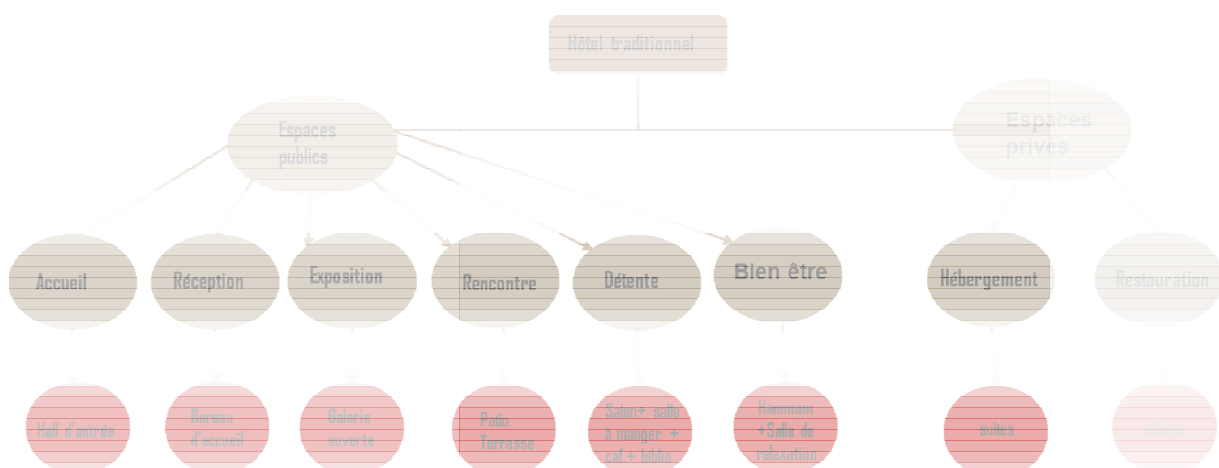 Hôtel traditionnel
Espaces
publics
Espaces
privés
Accueil
Réception
Exposition
Rencontre
Détente
Bien être
Hébergement
Restauration
Hall d'entrée
Bureau
d'accueil
Galerie
ouverte
Patio
Terrasse
Salon+ salle
à manger +
caf.+ biblio
Hammam
+Salle de
relaxation
suites